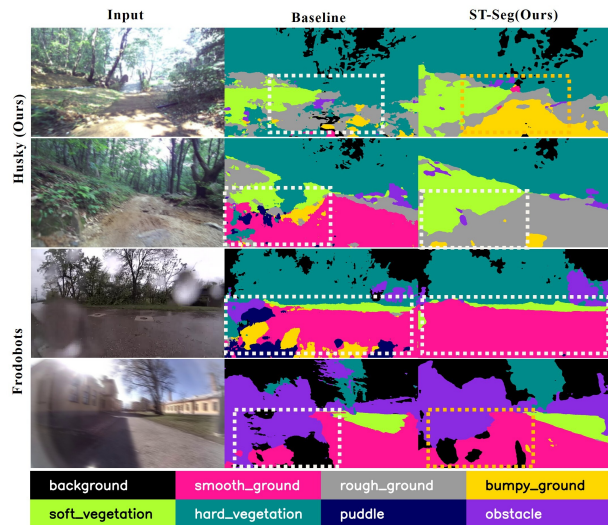 Input Baseline ST-Seg(Ours)
Husky (Ours)
Frodobots
background smooth_ground rough_ground bumpy_ground
soft_vegetation hard_vegetation puddle obstacle